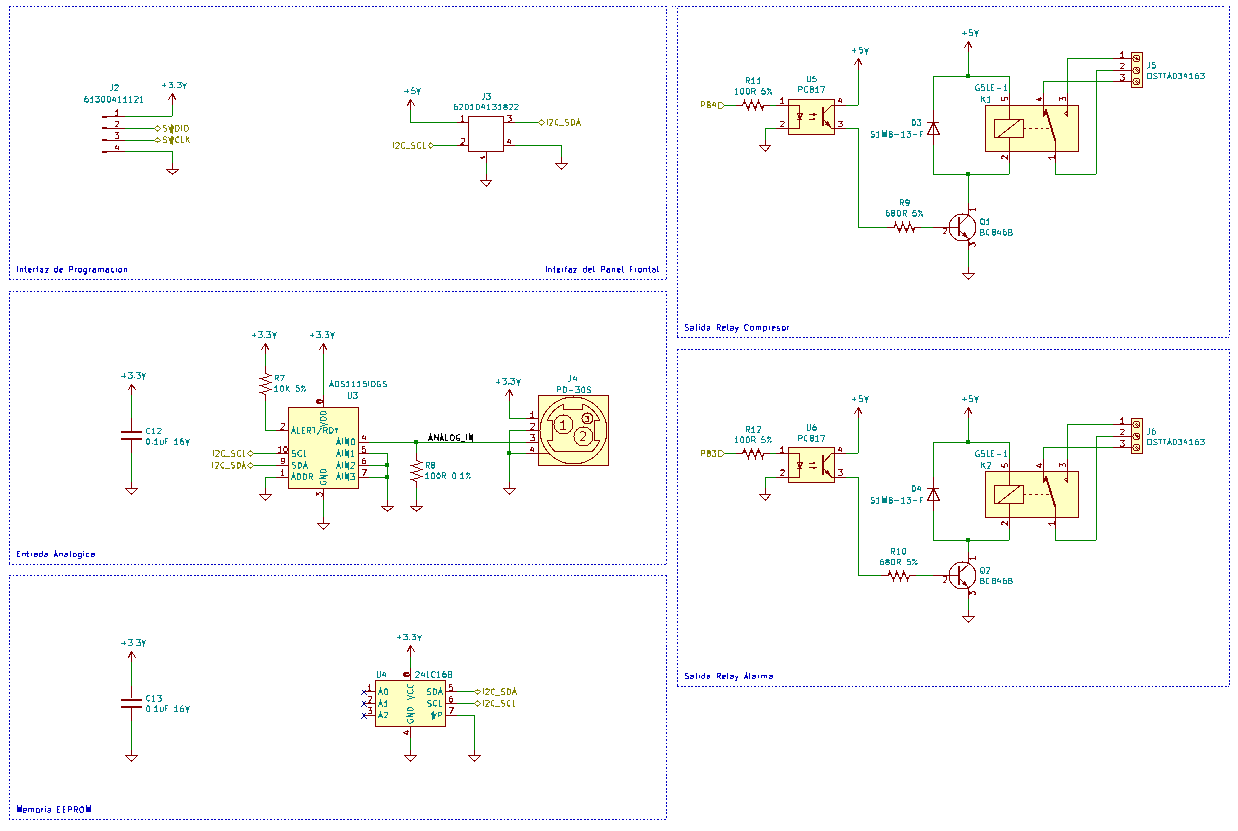 J2
61300411121
+3.3V
1
2
3
4
SWDIO
SWCLK
+5V
J3
620104131822
1
2
3
4
5
I2C_SDA
I2C_SCL
Interfaz de Programacion
Interfaz del Panel Frontal
+3.3V
C12
0.1uF 16V
+3.3V
+3.3V
R7
10K 5%
ADS1115IDGS
U3
2
ALERT/RDY
8
VDD
I2C_SCL
10
SCL
I2C_SDA
9
SDA
1
ADDR
GND
3
AIN0
4
AIN1
5
AIN2
6
AIN3
7
ANALOG_IN
R8
100R 0.1%
+3.3V
J4
PD-30S
1
2
3
4
1
2
3
Entrada Analogica
+3.3V
C13
0.1uF 16V
+3.3V
U4
24LC16B
8
VCC
1
A0
2
A1
3
A2
GND
4
SDA
5
SCL
6
WP
7
I2C_SDA
I2C_SCL
Memoria EEPROM
PB4
R11
100R 5%
U5
PC817
1
2
4
3
+5V
+5V
D3
S1MB-13-F
G5LE-1
K1
5
4
3
2
1
1
2
3
J5
OSTTA034163
R9
680R 5%
1
2
3
Q1
BC846B
Salida Relay Compresor
PB3
R12
100R 5%
U6
PC817
1
2
4
3
+5V
+5V
D4
S1MB-13-F
G5LE-1
K2
5
4
3
2
1
1
2
3
J6
OSTTA034163
R10
680R 5%
1
2
3
Q2
BC846B
Salida Relay Alarma